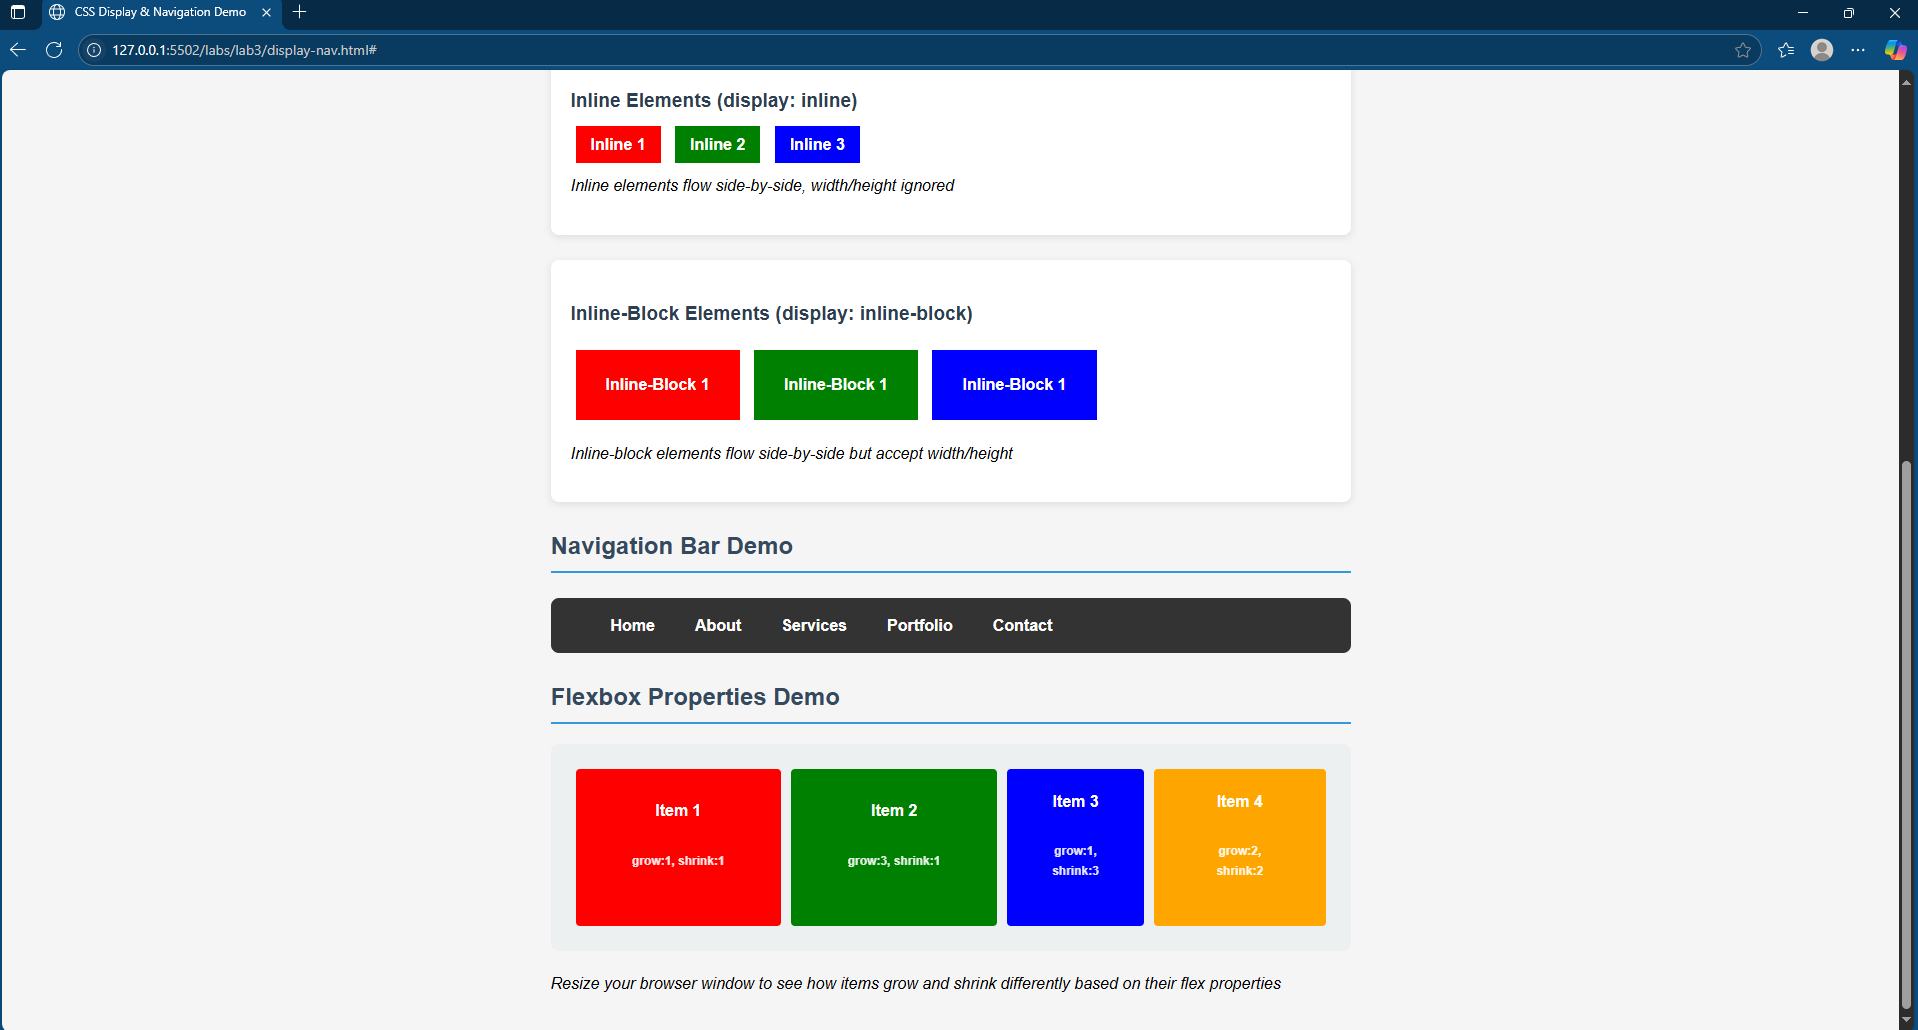 CSS Display & Navigation Demo
127.0.0.1:5502/labs/lab3/display-nav.html#
Inline Elements (display: inline)
Inline 1 Inline 2 Inline 3
Inline elements flow side-by-side, width/height ignored
Inline-Block Elements (display: inline-block)
Inline-Block 1 Inline-Block 1 Inline-Block 1
Inline-block elements flow side-by-side but accept width/height
Navigation Bar Demo
Home About Services Portfolio Contact
Flexbox Properties Demo
Item 1
grow:1, shrink:1
Item 2
grow:3, shrink:1
Item 3
grow:1,
shrink:3
Item 4
grow:2,
shrink:2
Resize your browser window to see how items grow and shrink differently based on their flex properties